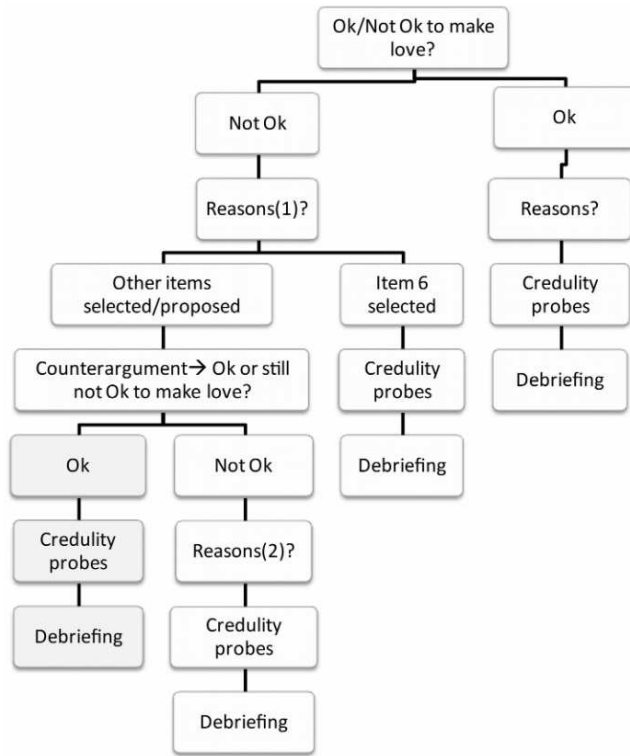 Ok/Not Ok to make
love?
Not Ok
Ok
Reasons(1)?
Reasons?
Other items
selected/proposed
Item 6
selected
Credulity
probes
Counterargument→ Ok or still
not Ok to make love?
Credulity
probes
Debriefing
Ok
Not Ok
Debriefing
Credulity
probes
Reasons(2)?
Debriefing
Credulity
probes
Debriefing